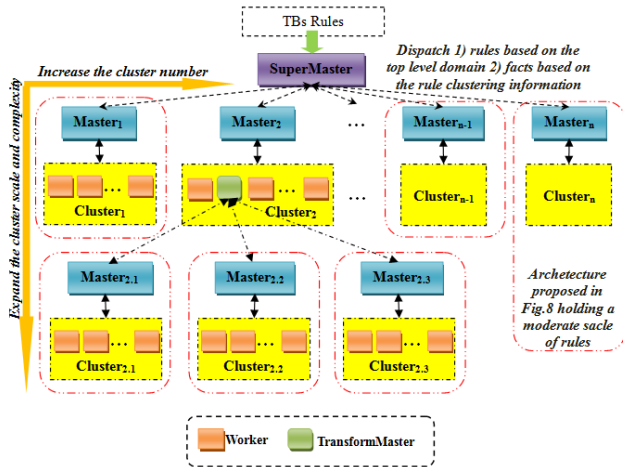 TBs Rules
SuperMaster
Dispatch 1) rules based on the
top level domain 2) facts based on
the rule clustering information
Increase the cluster number
Expand the cluster scale and complexity
Master1
Master2
...
Mastern-1
Mastern
...
Cluster1
...
Cluster2
...
Clustern-1
Clustern
Master2.1
Master2.2
Master2.3
...
Cluster2.1
...
Cluster2.2
...
Cluster2.3
Archetecture
proposed in
Fig.8 holding a
moderate sacle
of rules
Worker
TransformMaster